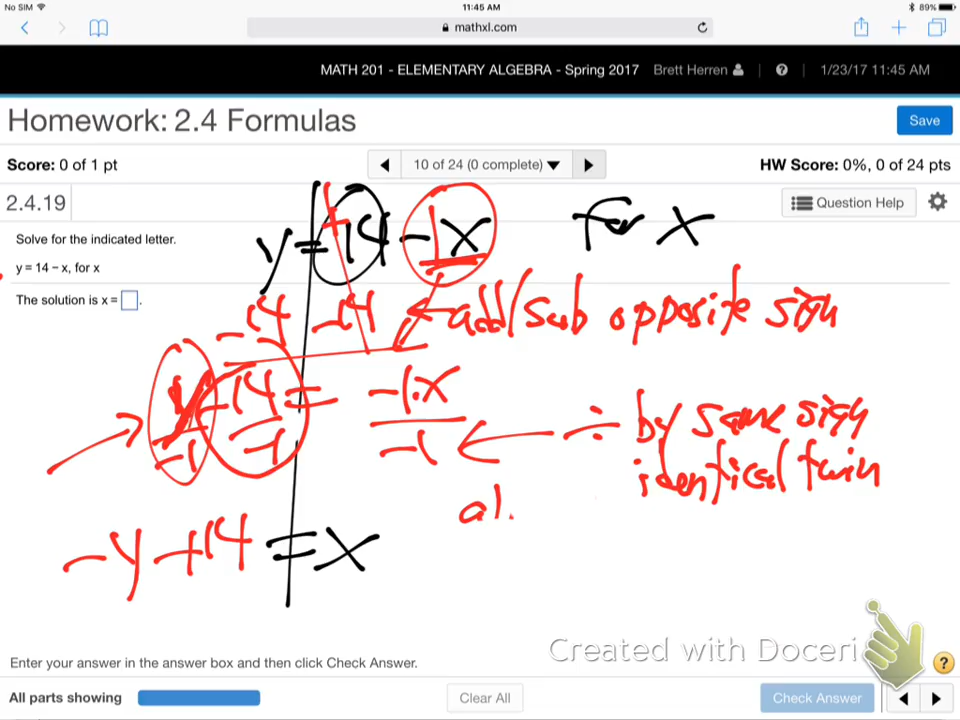 No SIM 11:45 AM 89%
mathxl.com
MATH 201 - ELEMENTARY ALGEBRA - Spring 2017 Brett Herren ? 1/23/17 11:45 AM
Homework: 2.4 Formulas Save
Score: 0 of 1 pt 10 of 24 (0 complete) HW Score: 0%, 0 of 24 pts
2.4.19 Question Help
Solve for the indicated letter.
y = 14 − x, for x
The solution is x = .
y = 14 - 1x for x
-14 -14 ← add/sub opposite sign
y - 14 = -1·x
-1 -1 -1 ← ÷ by same sign
identical twin
al.
-y + 14 = x
Created with Doceri
Enter your answer in the answer box and then click Check Answer.
?
All parts showing Clear All Check Answer